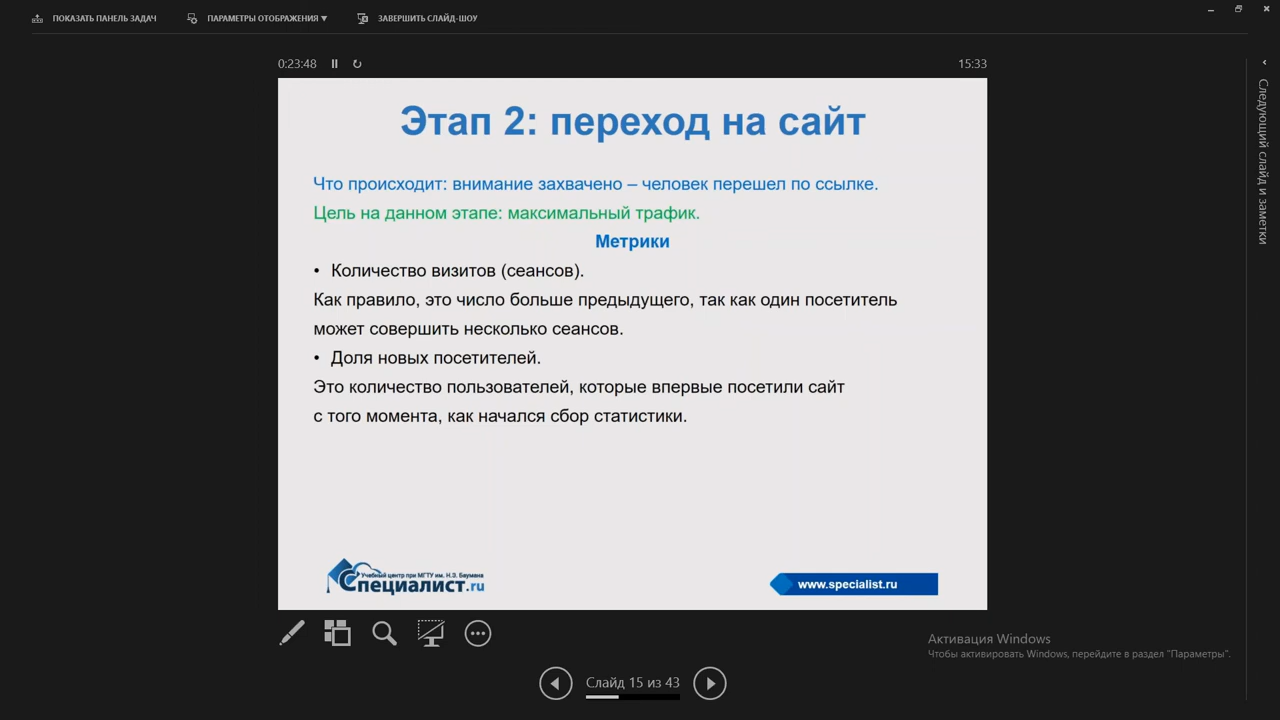 ПОКАЗАТЬ ПАНЕЛЬ ЗАДАЧ
ПАРАМЕТРЫ ОТОБРАЖЕНИЯ ▼
ЗАВЕРШИТЬ СЛАЙД-ШОУ
0:23:48
15:33
Следующий слайд и заметки
Этап 2: переход на сайт
Что происходит: внимание захвачено – человек перешел по ссылке.
Цель на данном этапе: максимальный трафик.
Метрики
• Количество визитов (сеансов).
Как правило, это число больше предыдущего, так как один посетитель
может совершить несколько сеансов.
• Доля новых посетителей.
Это количество пользователей, которые впервые посетили сайт
с того момента, как начался сбор статистики.
Учебный центр при МГТУ им. Н.Э. Баумана
Специалист.ru
www.specialist.ru
Активация Windows
Чтобы активировать Windows, перейдите в раздел "Параметры".
Слайд 15 из 43